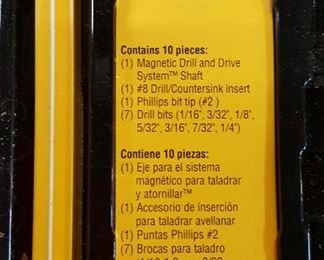 Contains 10 pieces:
(1) Magnetic Drill and Drive
System™ Shaft
(1) #8 Drill/Countersink insert
(1) Phillips bit tip (#2 )
(7) Drill bits (1/16", 3/32", 1/8",
5/32", 3/16", 7/32", 1/4")
Contiene 10 piezas:
(1) Eje para el sistema
magnético para taladrar
y atornillar™
(1) Accesorio de inserción
para taladrar avellanar
(1) Puntas Phillips #2
(7) Brocas para taladro